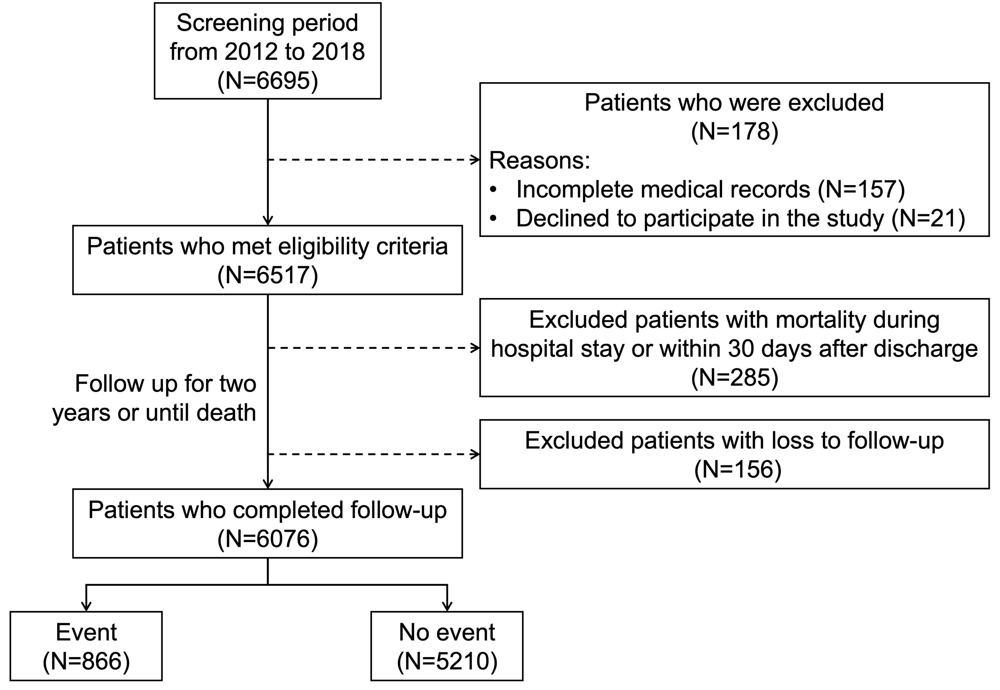 Screening period
from 2012 to 2018
(N=6695)
Patients who were excluded
(N=178)
Reasons:
• Incomplete medical records (N=157)
• Declined to participate in the study (N=21)
Patients who met eligibility criteria
(N=6517)
Excluded patients with mortality during
hospital stay or within 30 days after discharge
(N=285)
Follow up for two
years or until death
Excluded patients with loss to follow-up
(N=156)
Patients who completed follow-up
(N=6076)
Event
(N=866)
No event
(N=5210)